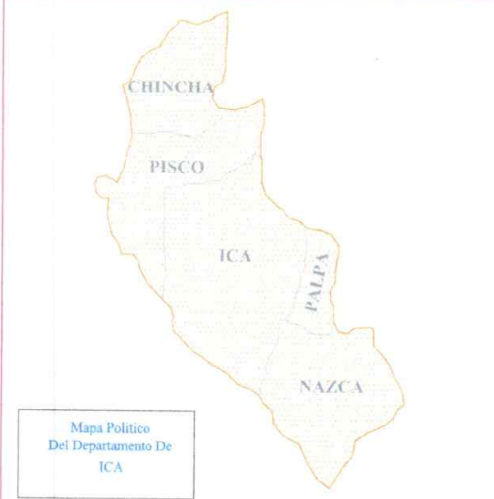 CHINCHA
PISCO
ICA
PALPA
NAZCA
Mapa Politico
Del Departamento De
ICA